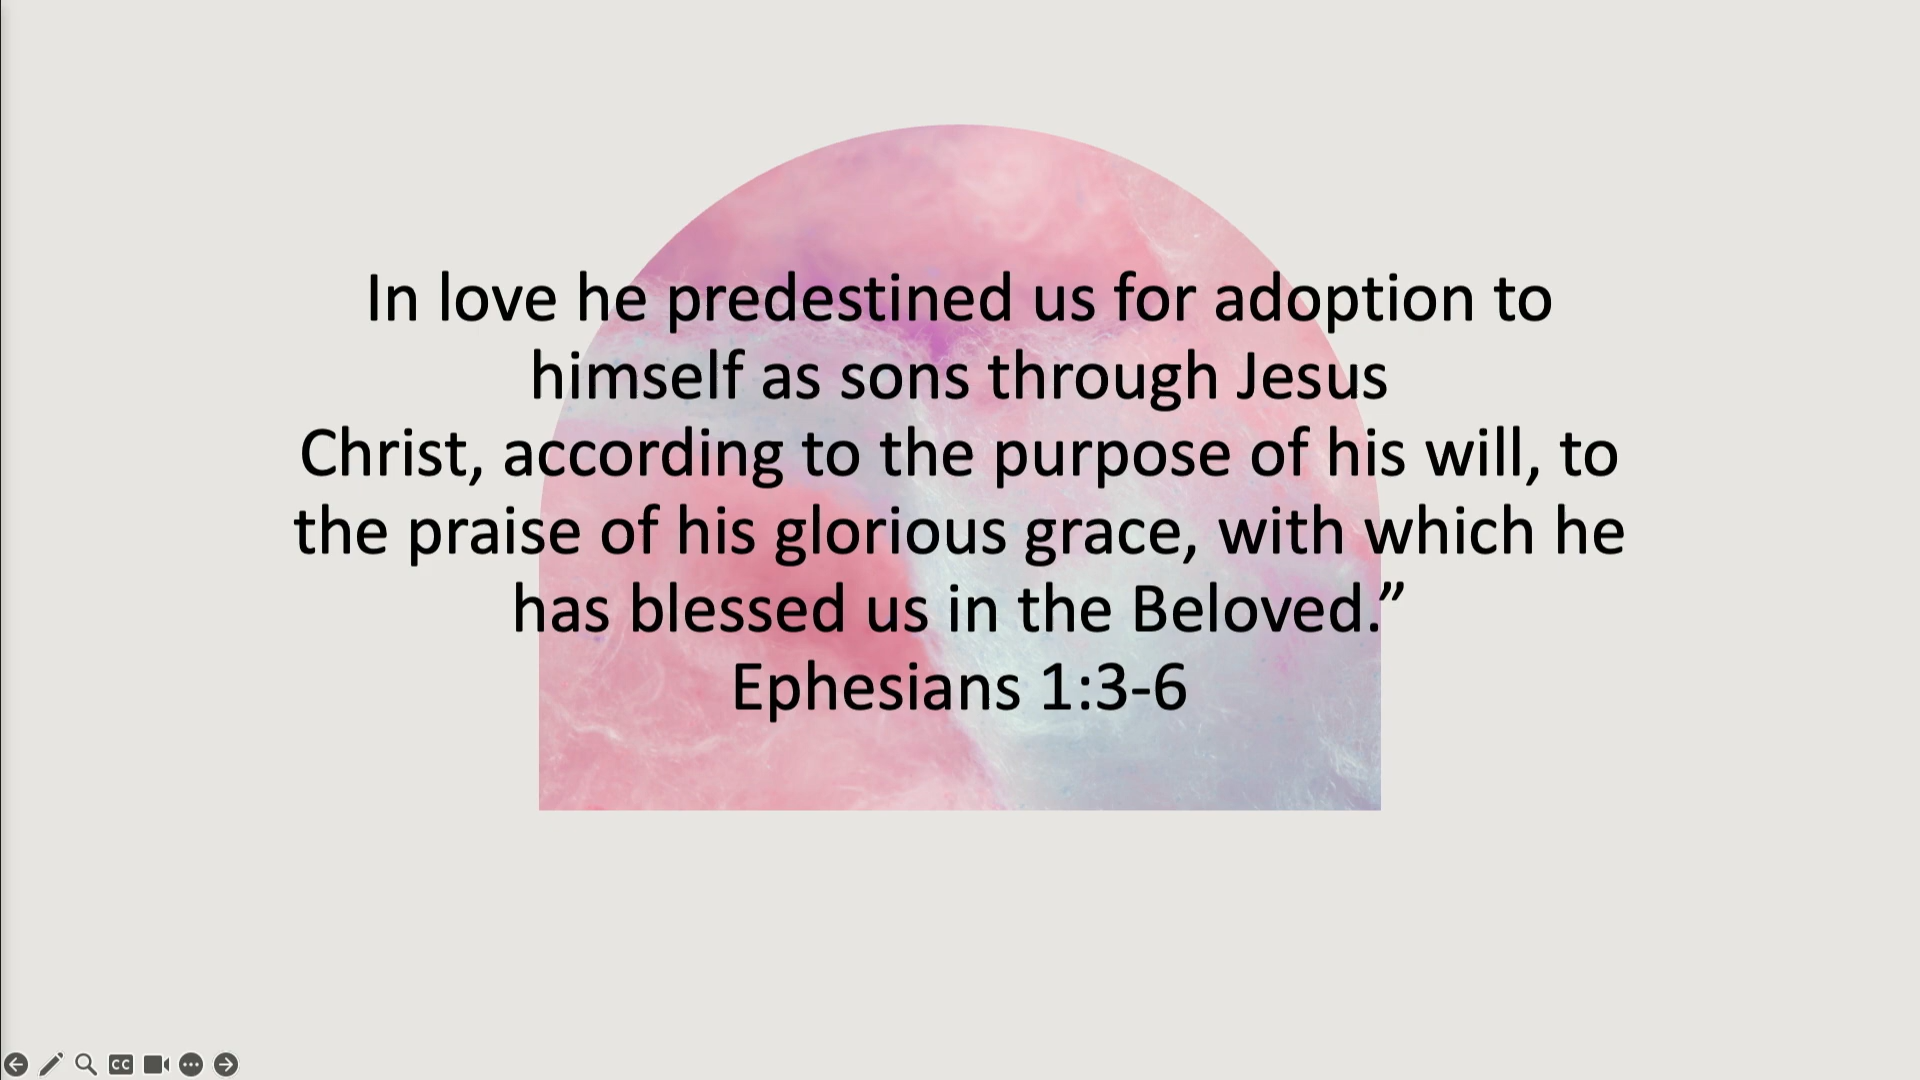 In love he predestined us for adoption to
himself as sons through Jesus
Christ, according to the purpose of his will, to
the praise of his glorious grace, with which he
has blessed us in the Beloved.”
Ephesians 1:3-6
CC